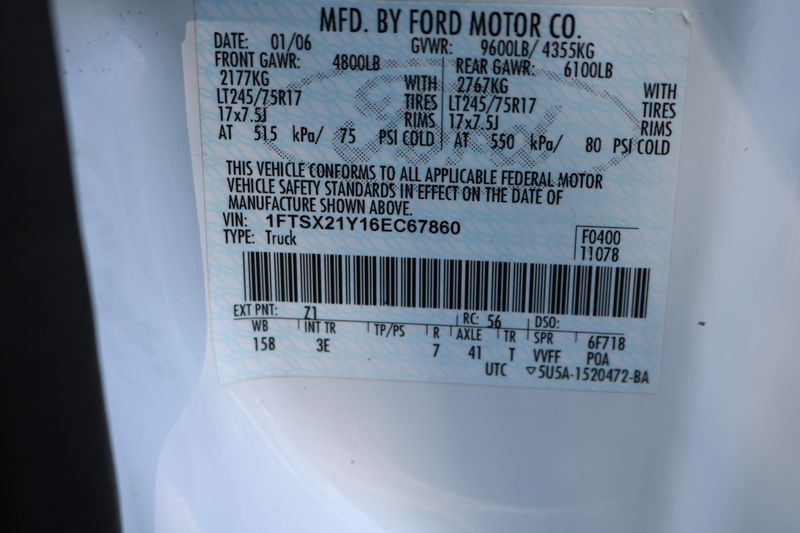 MFD. BY FORD MOTOR CO.
DATE: 01/06 GVWR: 9600LB/ 4355KG
FRONT GAWR: 4800LB REAR GAWR: 6100LB
2177KG WITH 2767KG WITH
LT245/75R17 TIRES LT245/75R17 TIRES
17x7.5J RIMS 17x7.5J RIMS
AT 515 kPa/ 75 PSI COLD AT 550 kPa/ 80 PSI COLD
THIS VEHICLE CONFORMS TO ALL APPLICABLE FEDERAL MOTOR
VEHICLE SAFETY STANDARDS IN EFFECT ON THE DATE OF
MANUFACTURE SHOWN ABOVE.
VIN: 1FTSX21Y16EC67860
TYPE: Truck F0400
11078
EXT PNT: Z1 RC: 56 DSO:
WB INT TR TP/PS R AXLE TR SPR 6F718
158 3E 7 41 T VVFF POA
UTC ▽5U5A-1520472-BA